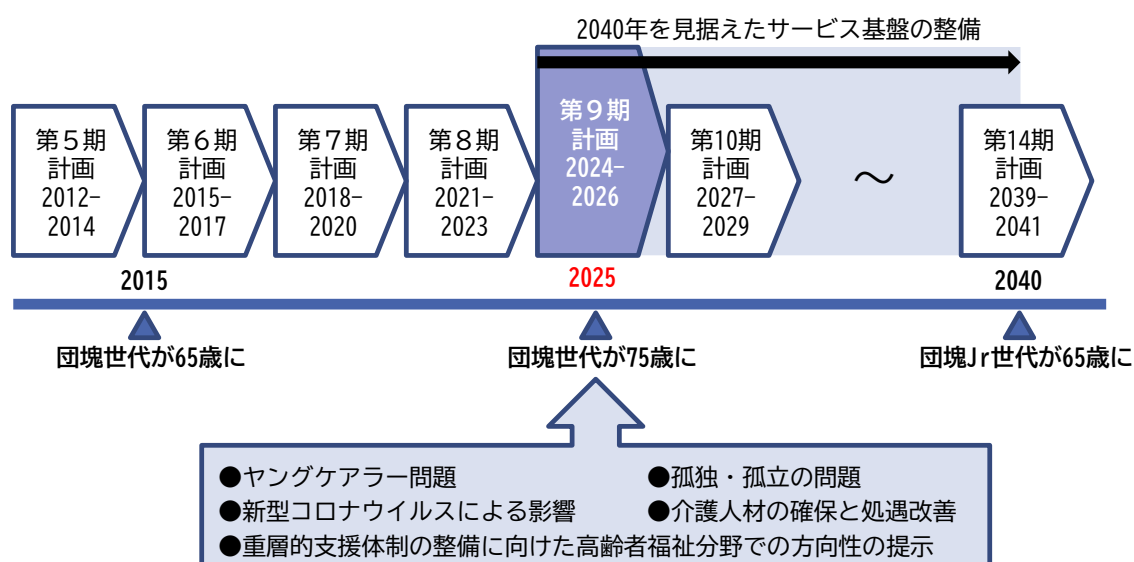 2040年を見据えたサービス基盤の整備
第5期
計画
2012-
2014
第6期
計画
2015-
2017
第7期
計画
2018-
2020
第8期
計画
2021-
2023
第9期
計画
2024-
2026
第10期
計画
2027-
2029
～
第14期
計画
2039-
2041
2015
2025
2040
団塊世代が65歳に
団塊世代が75歳に
団塊Jr世代が65歳に
●ヤングケアラー問題
●孤独・孤立の問題
●新型コロナウイルスによる影響
●介護人材の確保と処遇改善
●重層的支援体制の整備に向けた高齢者福祉分野での方向性の提示